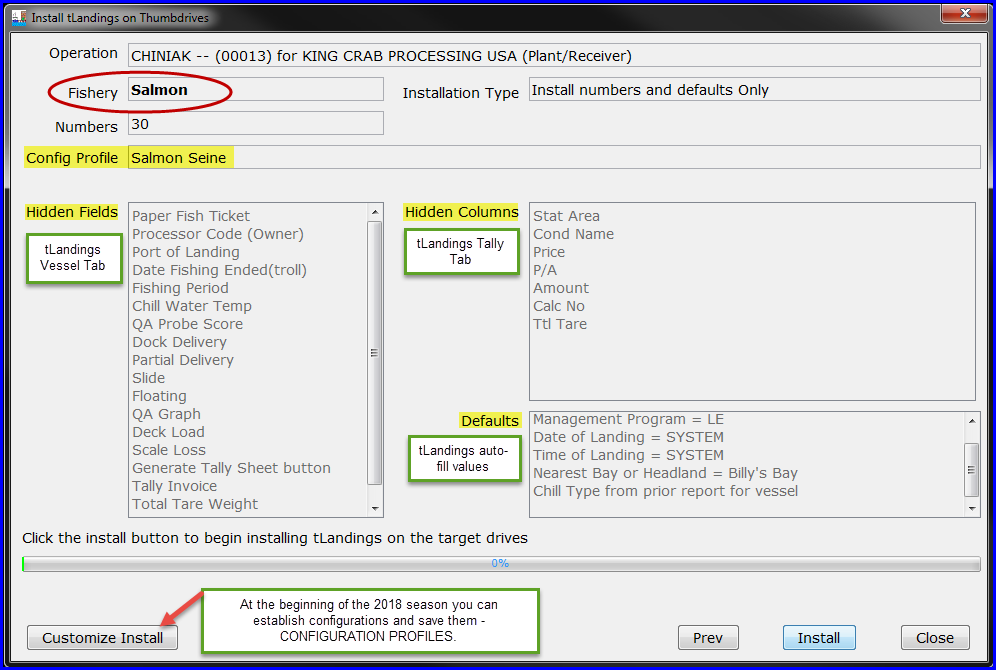 Install tLandings on Thumbdrives
Operation CHINIAK -- (00013) for KING CRAB PROCESSING USA (Plant/Receiver)
Fishery Salmon Installation Type Install numbers and defaults Only
Numbers 30
Config Profile Salmon Seine
Hidden Fields
tLandings
Vessel Tab
Paper Fish Ticket
Processor Code (Owner)
Port of Landing
Date Fishing Ended(troll)
Fishing Period
Chill Water Temp
QA Probe Score
Dock Delivery
Partial Delivery
Slide
Floating
QA Graph
Deck Load
Scale Loss
Generate Tally Sheet button
Tally Invoice
Total Tare Weight
Hidden Columns
tLandings Tally
Tab
Stat Area
Cond Name
Price
P/A
Amount
Calc No
Ttl Tare
Defaults
tLandings auto-
fill values
Management Program = LE
Date of Landing = SYSTEM
Time of Landing = SYSTEM
Nearest Bay or Headland = Billy's Bay
Chill Type from prior report for vessel
Click the install button to begin installing tLandings on the target drives
0%
At the beginning of the 2018 season you can
establish configurations and save them -
CONFIGURATION PROFILES.
Customize Install Prev Install Close